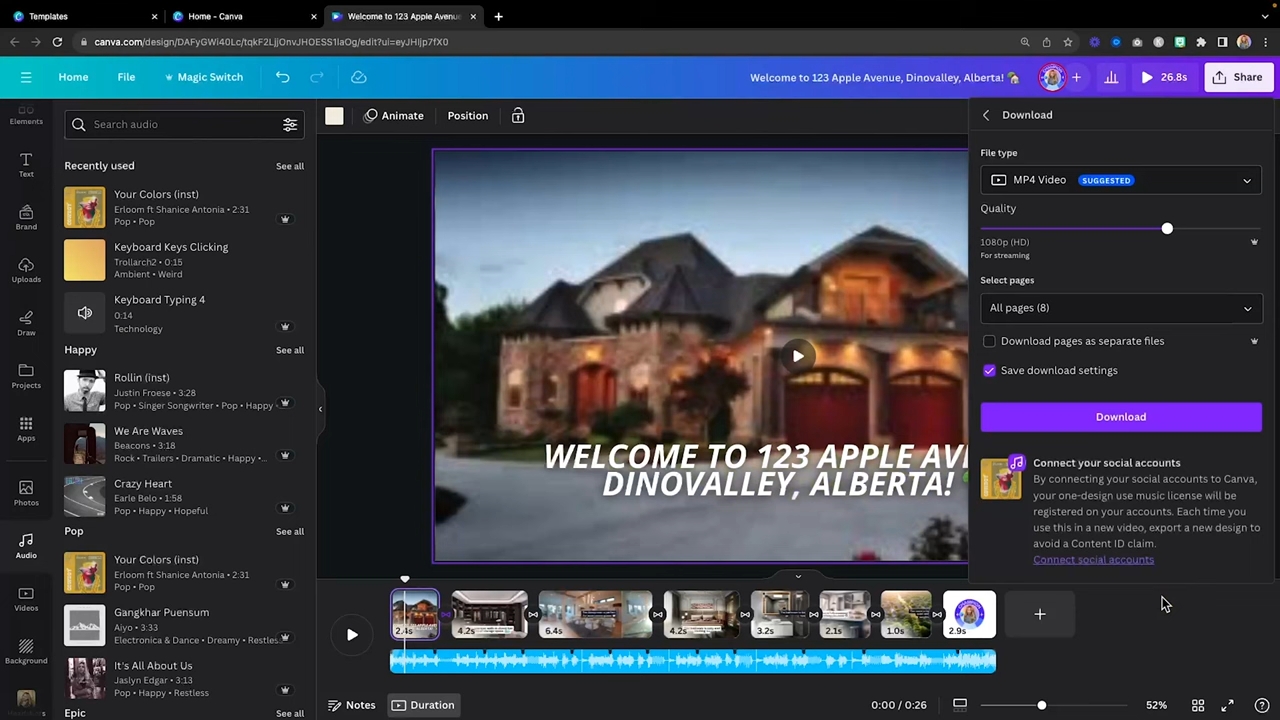 Templates
Home - Canva
Welcome to 123 Apple Avenue
canva.com/design/DAFyGWi40Lc/tqkF2LjjOnvJHOESS1IaOg/edit?ul=eyJHIjp7fX0
Home
File
Magic Switch
Welcome to 123 Apple Avenue, Dinovalley, Alberta! 🏡
26.8s
Share
Elements
Text
Brand
Uploads
Draw
Projects
Apps
Photos
Audio
Videos
Background
Search audio
Recently used
See all
Your Colors (inst)
Erloom ft Shanice Antonia • 2:31
Pop • Pop
Keyboard Keys Clicking
Trollarch2 • 0:15
Ambient • Weird
Keyboard Typing 4
0:14
Technology
Happy
See all
Rollin (inst)
Justin Froese • 2:36
Pop • Singer Songwriter • Pop • Happy
We Are Waves
Beacons • 3:18
Rock • Trailers • Dramatic • Happy •...
Crazy Heart
Earle Belo • 1:58
Pop • Happy • Hopeful
Pop
See all
Your Colors (inst)
Erloom ft Shanice Antonia • 2:31
Pop • Pop
Gangkhar Puensum
Aiyo • 3:33
Electronica & Dance • Dreamy • Restless
It's All About Us
Jaslyn Edgar • 3:13
Pop • Happy • Restless
Epic
See all
Animate
Position
WELCOME TO 123 APPLE AV
DINOVALLEY, ALBERTA!
Download
File type
MP4 Video
SUGGESTED
Quality
1080p (HD)
For streaming
Select pages
All pages (8)
Download pages as separate files
Save download settings
Download
Connect your social accounts
By connecting your social accounts to Canva,
your one-design use music license will be
registered on your accounts. Each time you
use this in a new video, export a new design to
avoid a Content ID claim.
Connect social accounts
2.4s
4.2s
6.4s
4.2s
3.2s
2.1s
1.0s
2.9s
Notes
Duration
0:00 / 0:26
52%